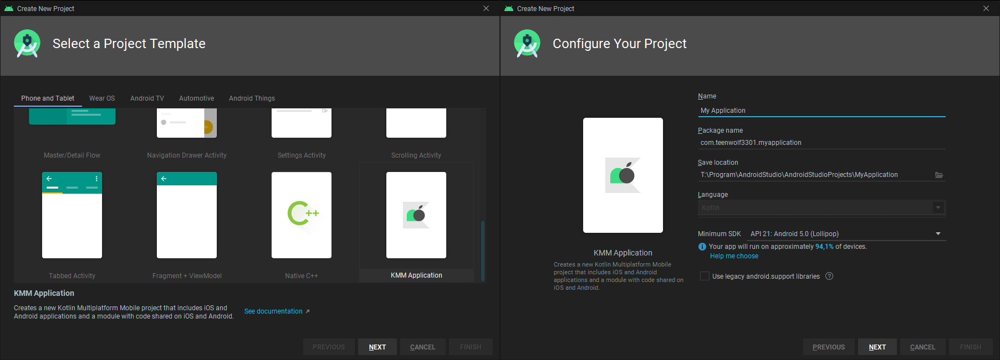 Create New Project
Select a Project Template
Phone and Tablet
Wear OS
Android TV
Automotive
Android Things
Master/Detail Flow
Navigation Drawer Activity
Settings Activity
Scrolling Activity
C++
Tabbed Activity
Fragment + ViewModel
Native C++
KMM Application
KMM Application
Creates a new Kotlin Multiplatform Mobile project that includes iOS and
Android applications and a module with code shared on iOS and Android.
See documentation
PREVIOUS
NEXT
CANCEL
FINISH
Create New Project
Configure Your Project
KMM Application
Creates a new Kotlin Multiplatform Mobile
project that includes iOS and Android
applications and a module with code shared on
iOS and Android.
Name
My Application
Package name
com.teenwolf3301.myapplication
Save location
T:\Program\AndroidStudio\AndroidStudioProjects\MyApplication
Language
Kotlin
Minimum SDK
API 21: Android 5.0 (Lollipop)
Your app will run on approximately 94,1% of devices.
Help me choose
Use legacy android.support libraries
PREVIOUS
NEXT
CANCEL
FINISH